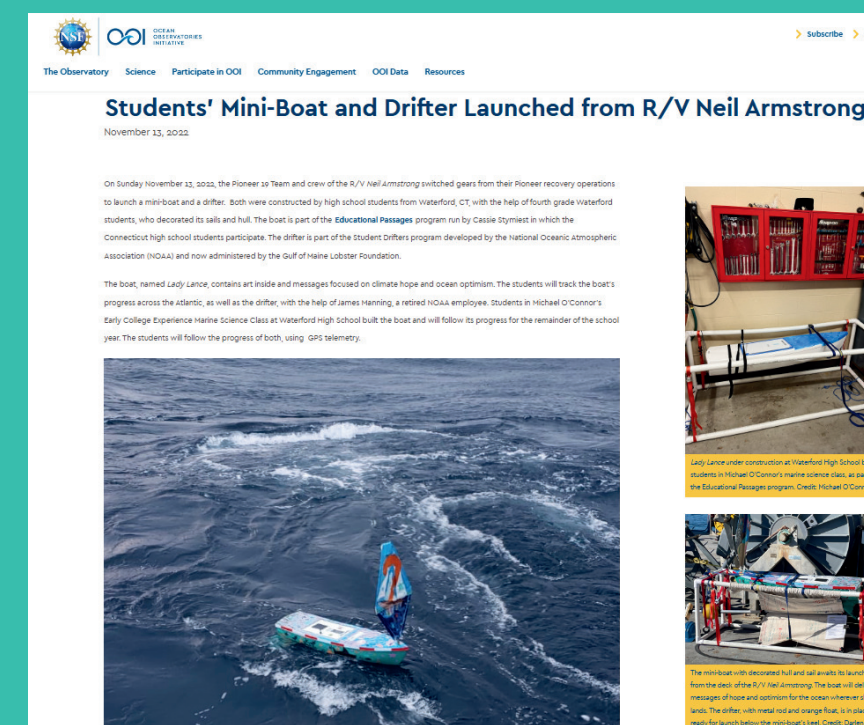 NSF
OOI OCEAN
OBSERVATORIES
INITIATIVE
Subscribe
The Observatory Science Participate in OOI Community Engagement OOI Data Resources
Students' Mini-Boat and Drifter Launched from R/V Neil Armstrong
November 13, 2022
On Sunday November 13, 2022, the Pioneer 19 Team and crew of the R/V Neil Armstrong switched gears from their Pioneer recovery operations
to launch a mini-boat and a drifter. Both were constructed by high school students from Waterford, CT, with the help of fourth grade Waterford
students, who decorated its sails and hull. The boat is part of the Educational Passages program run by Cassie Stymiest in which the
Connecticut high school students participate. The drifter is part of the Student Drifters program developed by the National Oceanic Atmospheric
Association (NOAA) and now administered by the Gulf of Maine Lobster Foundation.
The boat, named Lady Lance, contains art inside and messages focused on climate hope and ocean optimism. The students will track the boat's
progress across the Atlantic, as well as the drifter, with the help of James Manning, a retired NOAA employee. Students in Michael O'Connor's
Early College Experience Marine Science Class at Waterford High School built the boat and will follow its progress for the remainder of the school
year. The students will follow the progress of both, using GPS telemetry.
Lady Lance under construction at Waterford High School
students in Michael O'Connor's marine science class, as
the Educational Passages program. Credit: Michael
The mini-boat with decorated hull and sail awaits its
from the deck of the R/V Neil Armstrong. The boat will
messages of hope and optimism for the ocean wherever
lands. The drifter, with metal rod and orange float, is in
ready for launch below the mini-boat's keel. Credit: